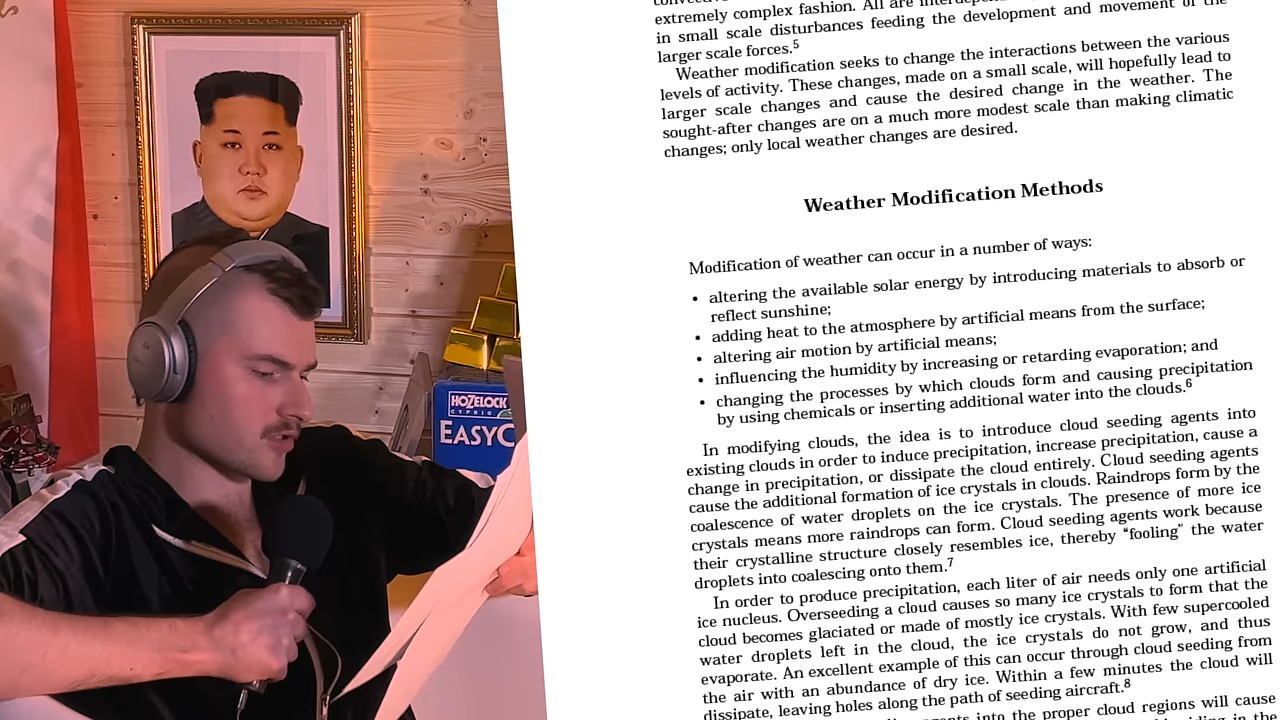 extremely complex fashion. All are
in small scale disturbances feeding the development and movement of the
larger scale forces.5
Weather modification seeks to change the interactions between the various
levels of activity. These changes, made on a small scale, will hopefully lead to
larger scale changes and cause the desired change in the weather. The
sought-after changes are on a much more modest scale than making climatic
changes; only local weather changes are desired.
Weather Modification Methods
Modification of weather can occur in a number of ways:
• altering the available solar energy by introducing materials to absorb or
reflect sunshine;
• adding heat to the atmosphere by artificial means from the surface;
• altering air motion by artificial means;
• influencing the humidity by increasing or retarding evaporation; and
• changing the processes by which clouds form and causing precipitation
by using chemicals or inserting additional water into the clouds.6
In modifying clouds, the idea is to introduce cloud seeding agents into
existing clouds in order to induce precipitation, increase precipitation, cause a
change in precipitation, or dissipate the cloud entirely. Cloud seeding agents
cause the additional formation of ice crystals in clouds. Raindrops form by the
coalescence of water droplets on the ice crystals. The presence of more ice
crystals means more raindrops can form. Cloud seeding agents work because
their crystalline structure closely resembles ice, thereby “fooling” the water
droplets into coalescing onto them.7
In order to produce precipitation, each liter of air needs only one artificial
ice nucleus. Overseeding a cloud causes so many ice crystals to form that the
cloud becomes glaciated or made of mostly ice crystals. With few supercooled
water droplets left in the cloud, the ice crystals do not grow, and thus
evaporate. An excellent example of this can occur through cloud seeding from
the air with an abundance of dry ice. Within a few minutes the cloud will
dissipate, leaving holes along the path of seeding aircraft.8
agents into the proper cloud regions will cause
in the
HOZELOCK
CYPRIO
EASYC